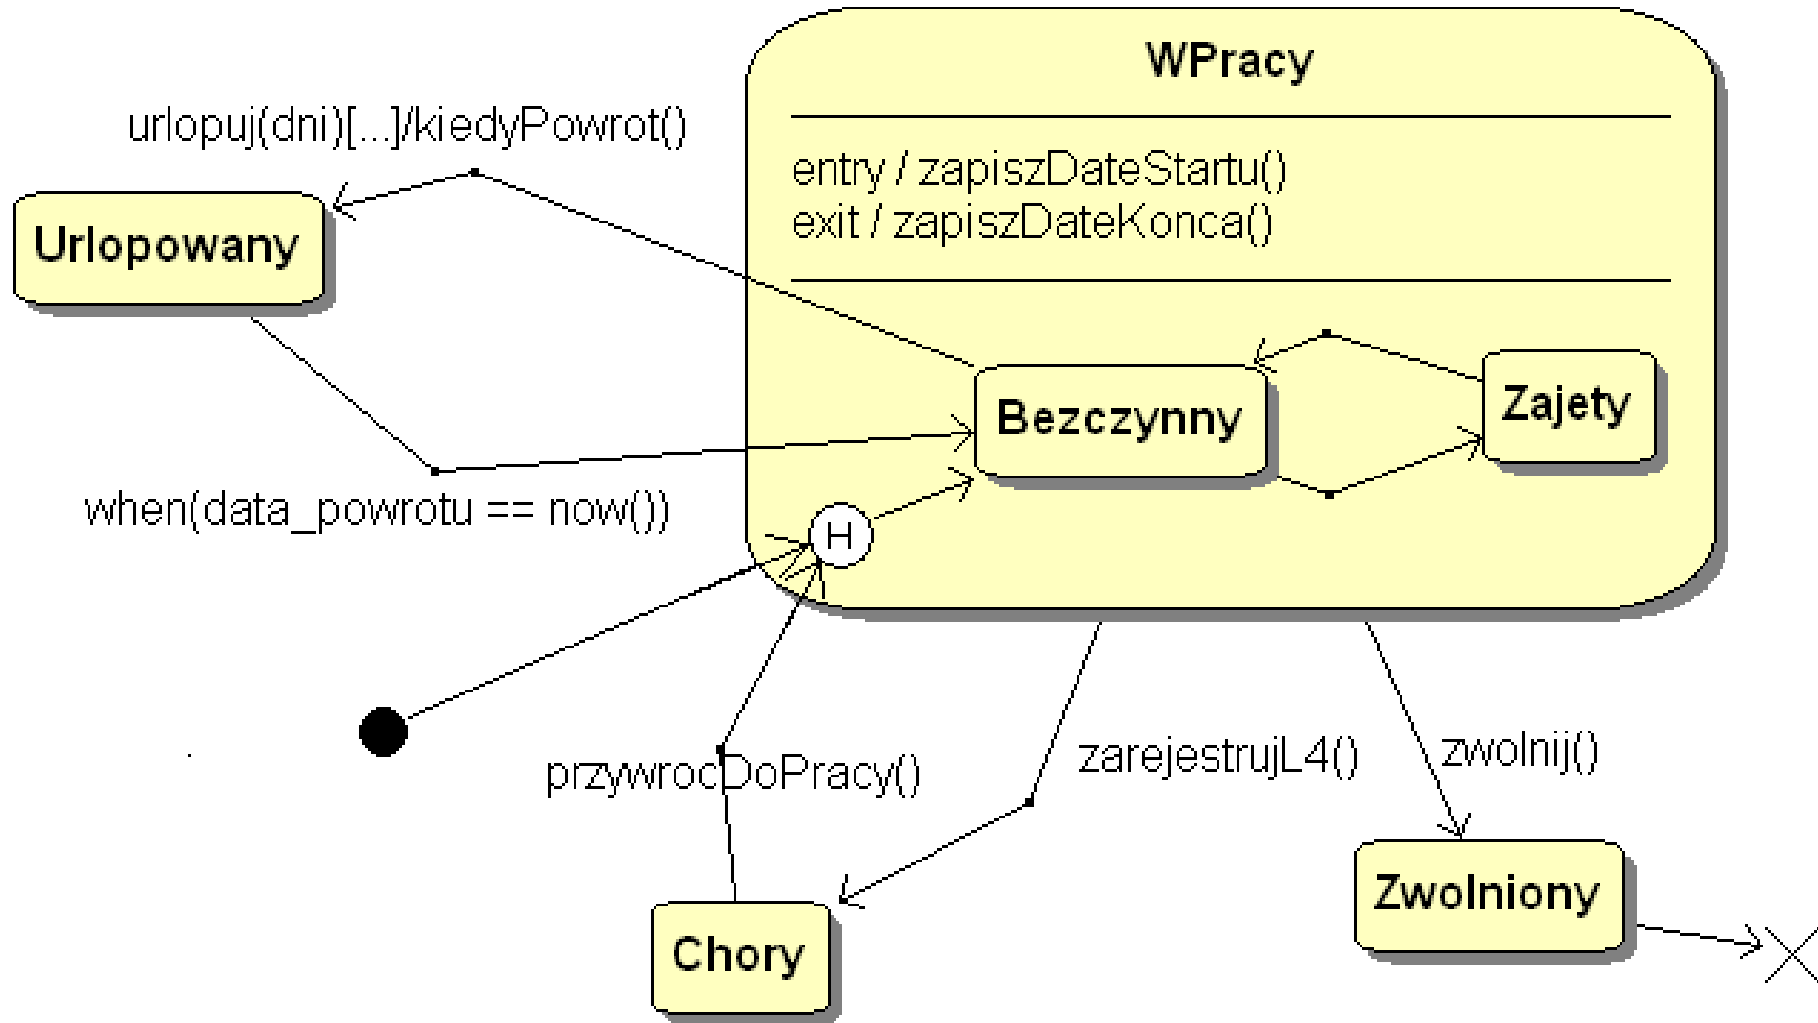 WPracy
urlopuj(dni)[...]/kiedyPowrot()
entry / zapiszDateStartu()
exit / zapiszDateKonca()
Urlopowany
Bezczynny
Zajety
when(data_powrotu == now())
H
przywrocDoPracy()
zarejestrujL4()
zwolnij()
Zwolniony
Chory